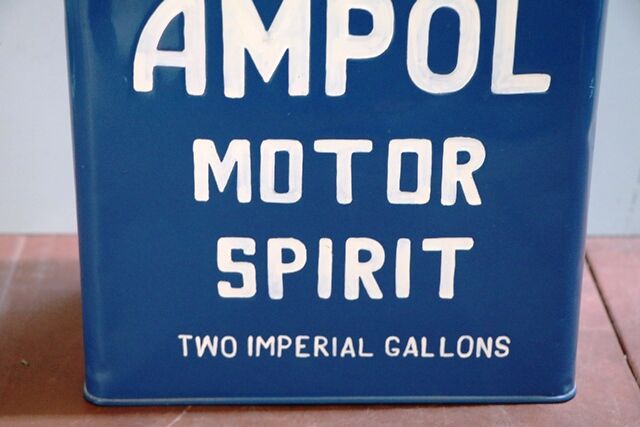 AMPOL
MOTOR
SPIRIT
TWO IMPERIAL GALLONS